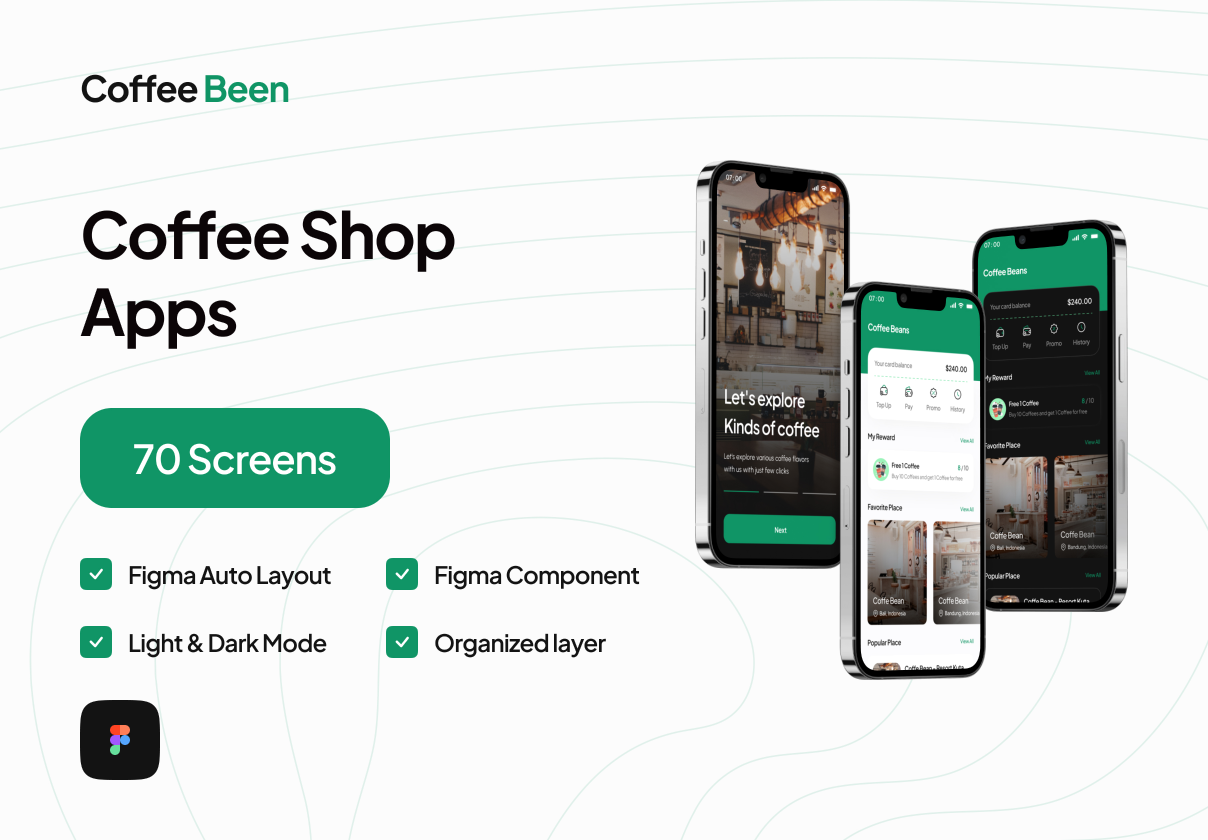 Coffee Been
Coffee Shop
Apps
70 Screens
Figma Auto Layout
Figma Component
Light & Dark Mode
Organized layer
07:00
Let's explore
Kinds of coffee
Let's explore various coffee flavors
with us with just few clicks
Next
07:00
Coffee Beans
Your card balance
$240.00
Top Up
Pay
Promo
History
My Reward
View All
Free 1 Coffee
8/10
Buy 10 Coffees and get 1 Coffee for free
Favorite Place
View All
Coffe Bean
Coffe Bean
Bali, Indonesia
Bandung, Indonesia
Popular Place
View All
Coffe Bean - Resort Kuta
07:00
Coffee Beans
Your card balance
$240.00
Top Up
Pay
Promo
History
My Reward
View All
Free 1 Coffee
8/10
Buy 10 Coffees and get 1 Coffee for free
Favorite Place
View All
Coffe Bean
Coffe Bean
Bali, Indonesia
Bandung, Indonesia
Popular Place
View All
Coffe Bean - Resort Kuta